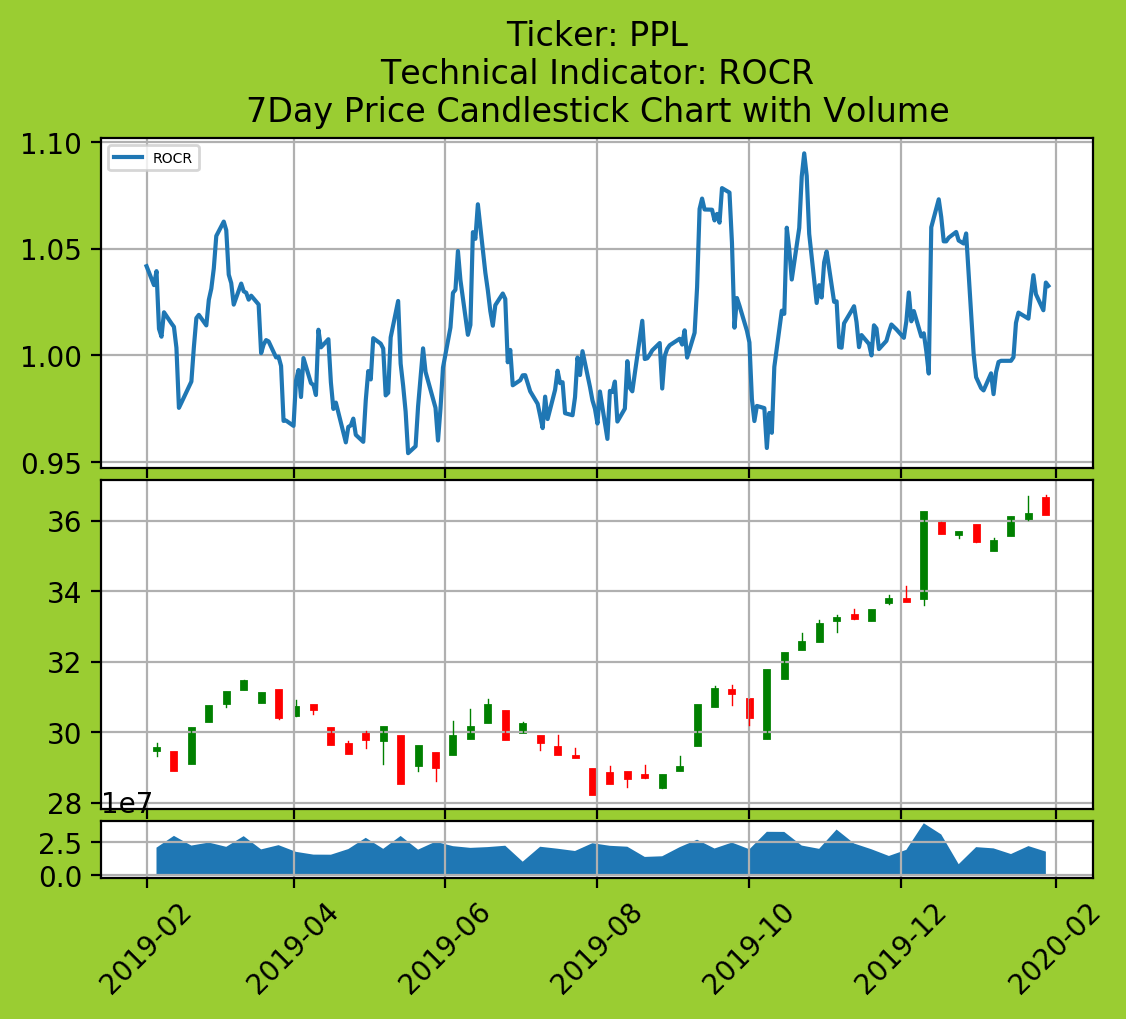 Ticker: PPL
Technical Indicator: ROCR
7Day Price Candlestick Chart with Volume
1.10
ROCR
1.05
1.00
0.95
36
34
32
30
28
1e7
2.5
0.0
2019-02 2019-04 2019-06 2019-08 2019-10 2019-12 2020-02